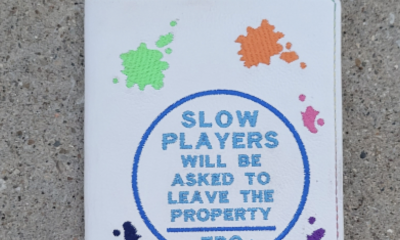 SLOW
PLAYERS
WILL BE
ASKED TO
LEAVE THE
PROPERTY